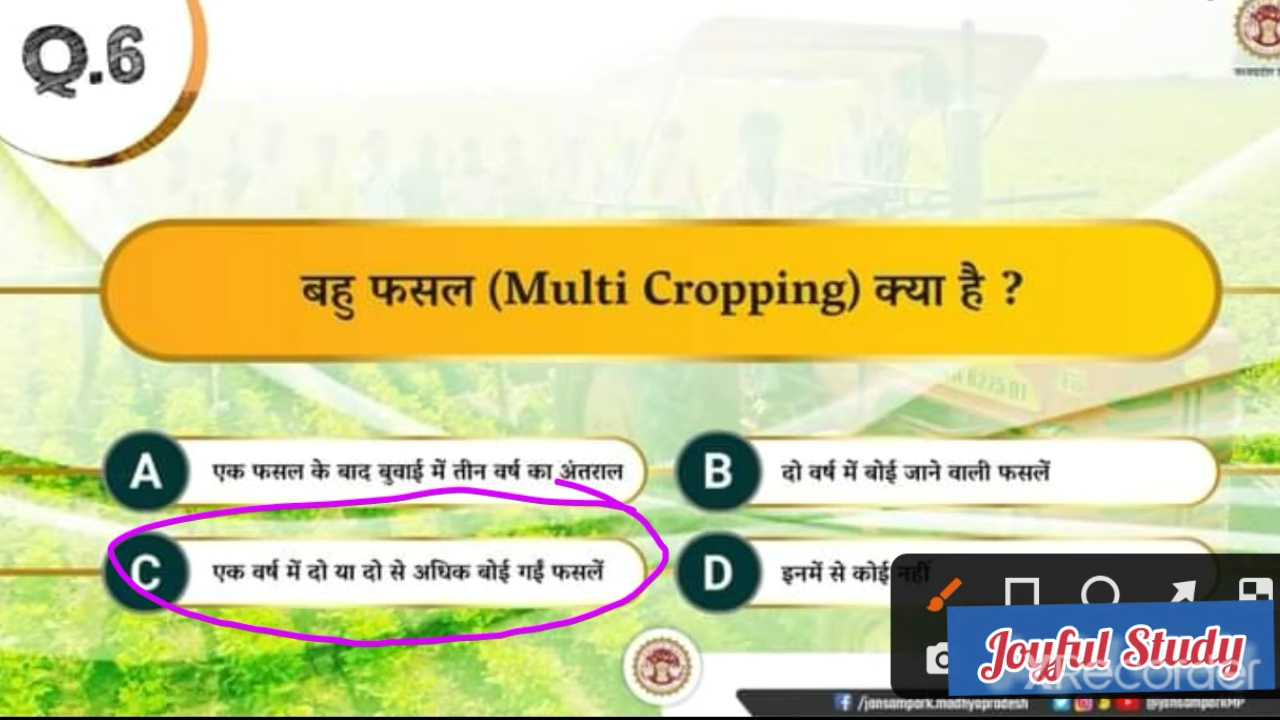 Q.6
बहु फसल (Multi Cropping) क्या है ?
A एक फसल के बाद बुवाई में तीन वर्ष का अंतराल
B दो वर्ष में बोई जाने वाली फसलें
C एक वर्ष में दो या दो से अधिक बोई गईं फसलें
D इनमें से कोई नहीं
Joyful Study
XRecorder
/jansampark.madhyapradesh
@jansamparkMP